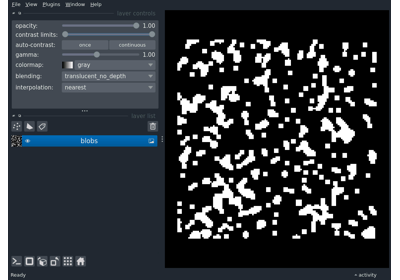 File View Plugins Window Help
layer controls
opacity: 1.00
contrast limits:
auto-contrast: once continuous
gamma: 1.00
colormap: gray
blending: translucent_no_depth
interpolation: nearest
layer list
blobs
Ready
activity